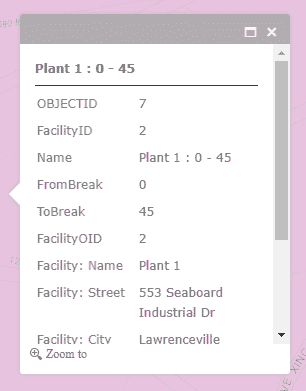 Plant 1 : 0 - 45
OBJECTID 7
FacilityID 2
Name Plant 1 : 0 - 45
FromBreak 0
ToBreak 45
FacilityOID 2
Facility: Name Plant 1
Facility: Street 553 Seaboard
Industrial Dr
Facility: City Lawrenceville
Zoom to